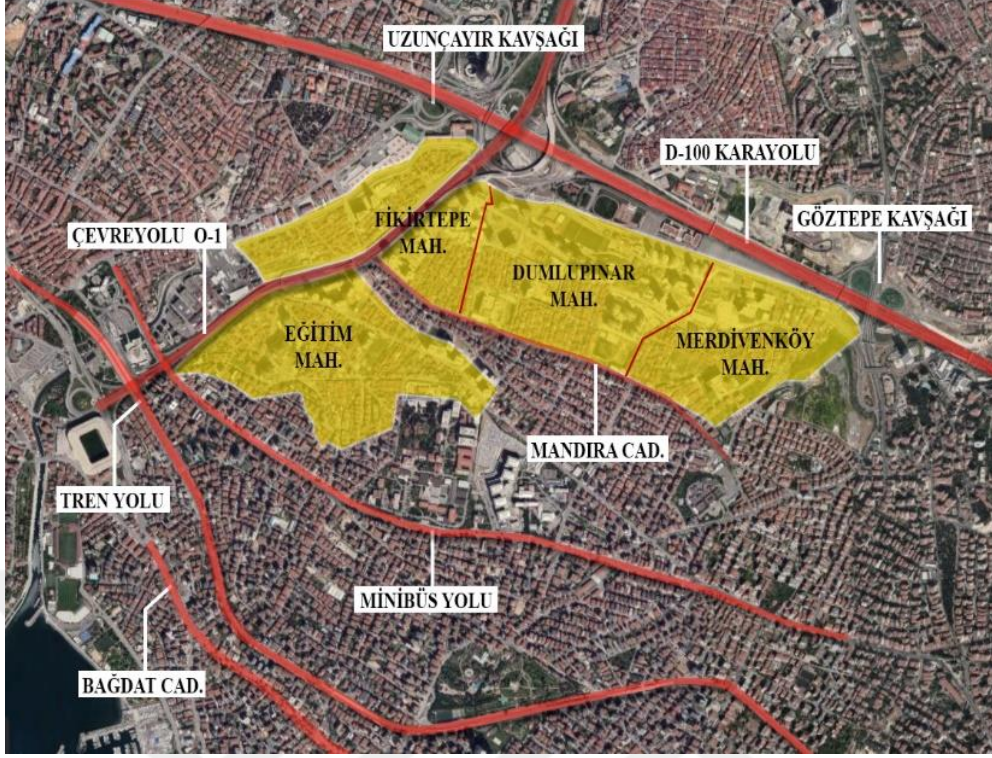 UZUNÇAYIR KAVŞAĞI
D-100 KARAYOLU
GÖZTEPE KAVŞAĞI
ÇEVREYOLU O-1
FİKİRTEPE
MAH.
DUMLUPINAR
MAH.
EĞİTİM
MAH.
MERDİVENKÖY
MAH.
MANDIRA CAD.
TREN YOLU
MİNİBÜS YOLU
BAĞDAT CAD.